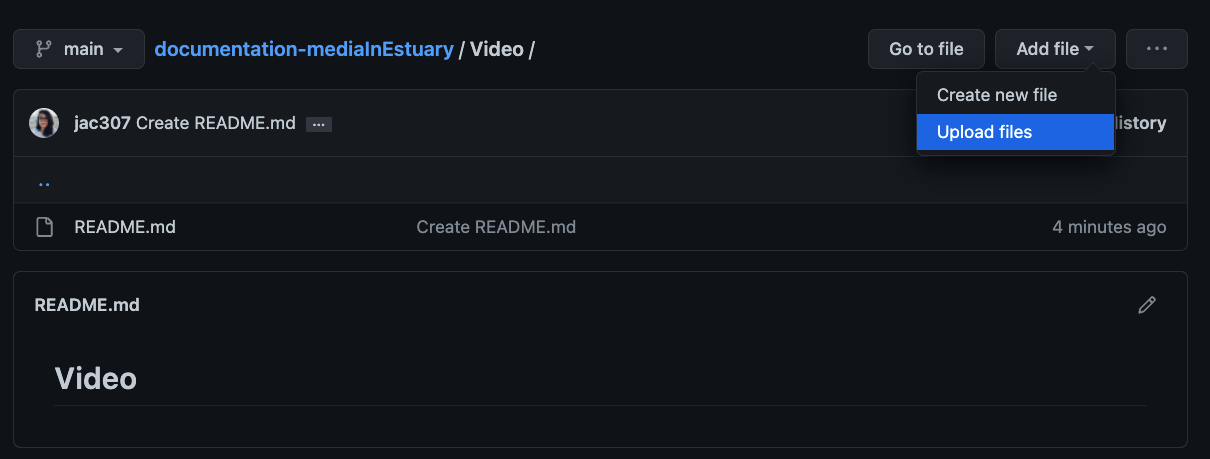 main documentation-mediaInEstuary / Video / Go to file Add file ...
Create new file
jac307 Create README.md ... listory
Upload files
..
README.md Create README.md 4 minutes ago
README.md
Video